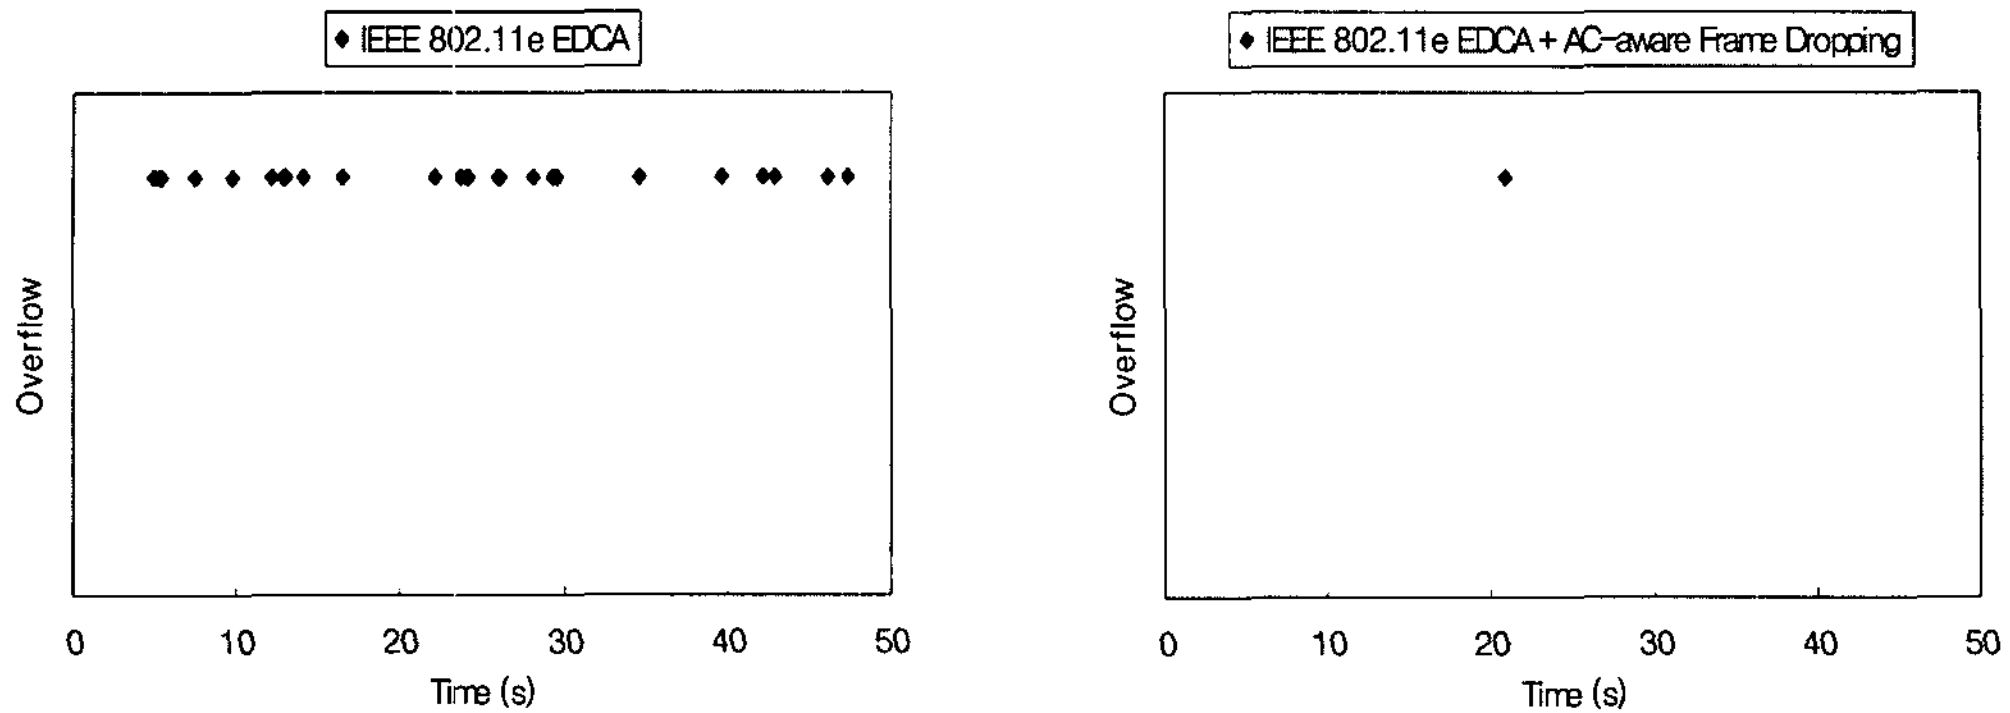 IEEE 802.11e EDCA
Overflow
0 10 20 30 40 50
Time (s)
IEEE 802.11e EDCA + AC-aware Frame Dropping
Overflow
0 10 20 30 40 50
Time (s)